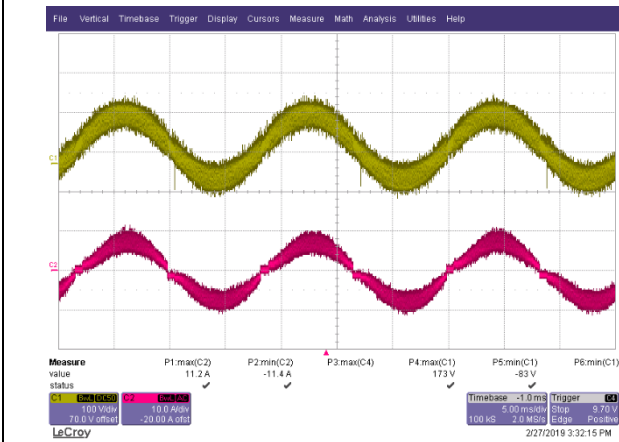 File Vertical Timebase Trigger Display Cursors Measure Math Analysis Utilities Help
C1
C2
Measure P1:max(C2) P2:min(C2) P3:max(C4) P4:max(C1) P5:min(C1) P6:min(C1)
value 11.2 A -11.4 A 173 V -83 V
status
C1 BwL DC50 C2 BwL AC Timebase -1.0 ms Trigger C4
100 V/div 10.0 A/div 5.00 ms/div Stop 9.70 V
70.0 V offset -20.00 A ofst 100 kS 2.0 MS/s Edge Positive
LeCroy 2/27/2019 3:32:15 PM